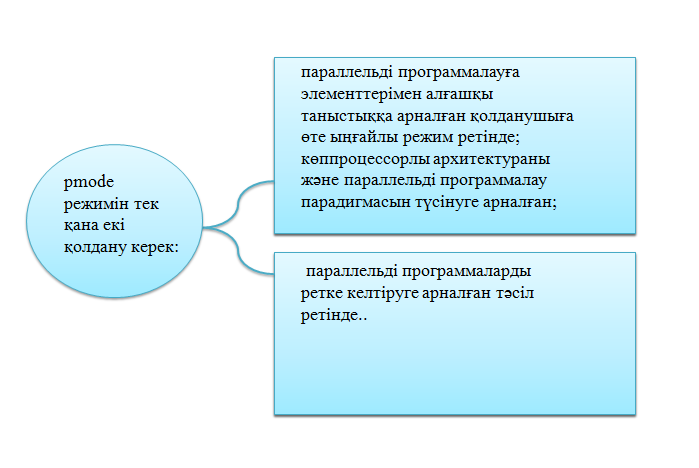 pmode
режимін тек
қана екі
қолдану керек:
параллельді программалауға
элементтерімен алғашқы
таныстыққа арналған қолданушыға
өте ыңғайлы режим ретінде;
көппроцессорлы архитектураны
және параллельді программалау
парадигмасын түсінуге арналған;
параллельді программаларды
ретке келтіруге арналған тәсіл
ретінде..